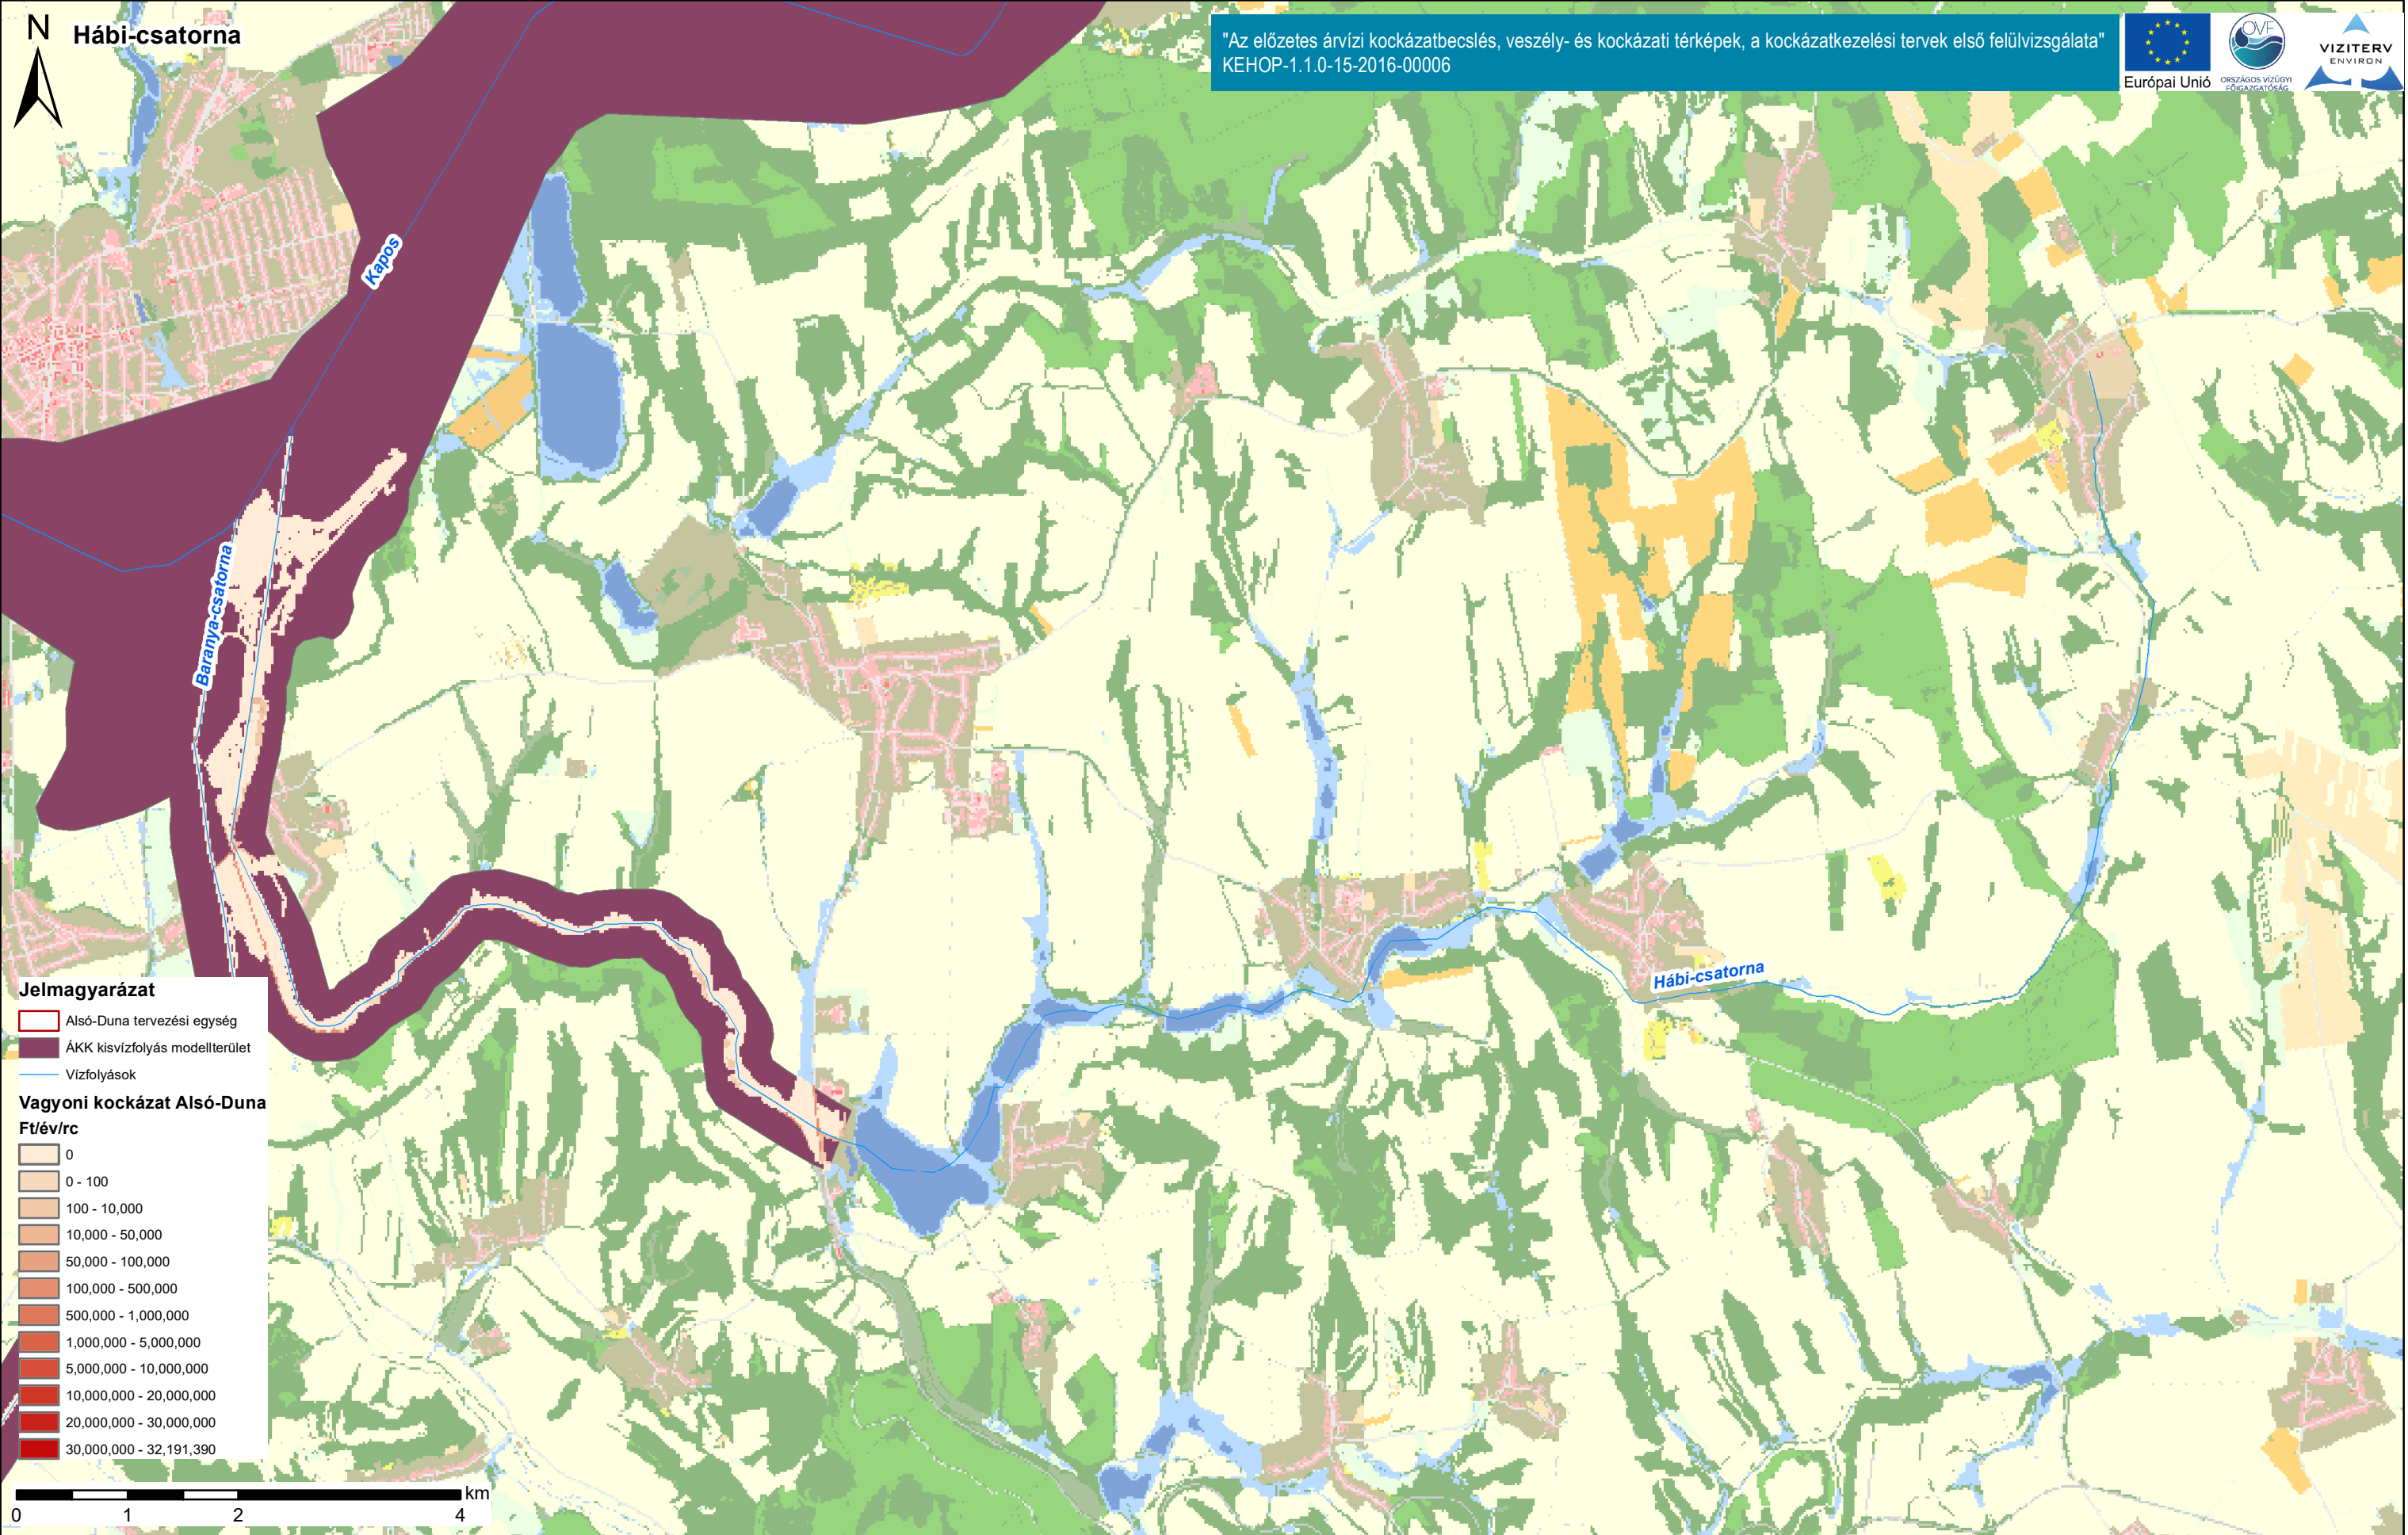 N
Hábi-csatorna
"Az előzetes árvízi kockázatbecslés, veszély- és kockázati térképek, a kockázatkezelési tervek első felülvizsgálata"
KEHOP-1.1.0-15-2016-00006
Európai Unió
OVF
ORSZÁGOS VÍZÜGYI
FŐIGAZGATÓSÁG
VIZITERV
ENVIRON
Kapos
Baranya-csatorna
Hábi-csatorna
Jelmagyarázat
Alsó-Duna tervezési egység
ÁKK kisvízfolyás modellterület
Vízfolyások
Vagyoni kockázat Alsó-Duna
Ft/év/rc
0
0 - 100
100 - 10,000
10,000 - 50,000
50,000 - 100,000
100,000 - 500,000
500,000 - 1,000,000
1,000,000 - 5,000,000
5,000,000 - 10,000,000
10,000,000 - 20,000,000
20,000,000 - 30,000,000
30,000,000 - 32,191,390
km
0 1 2 4